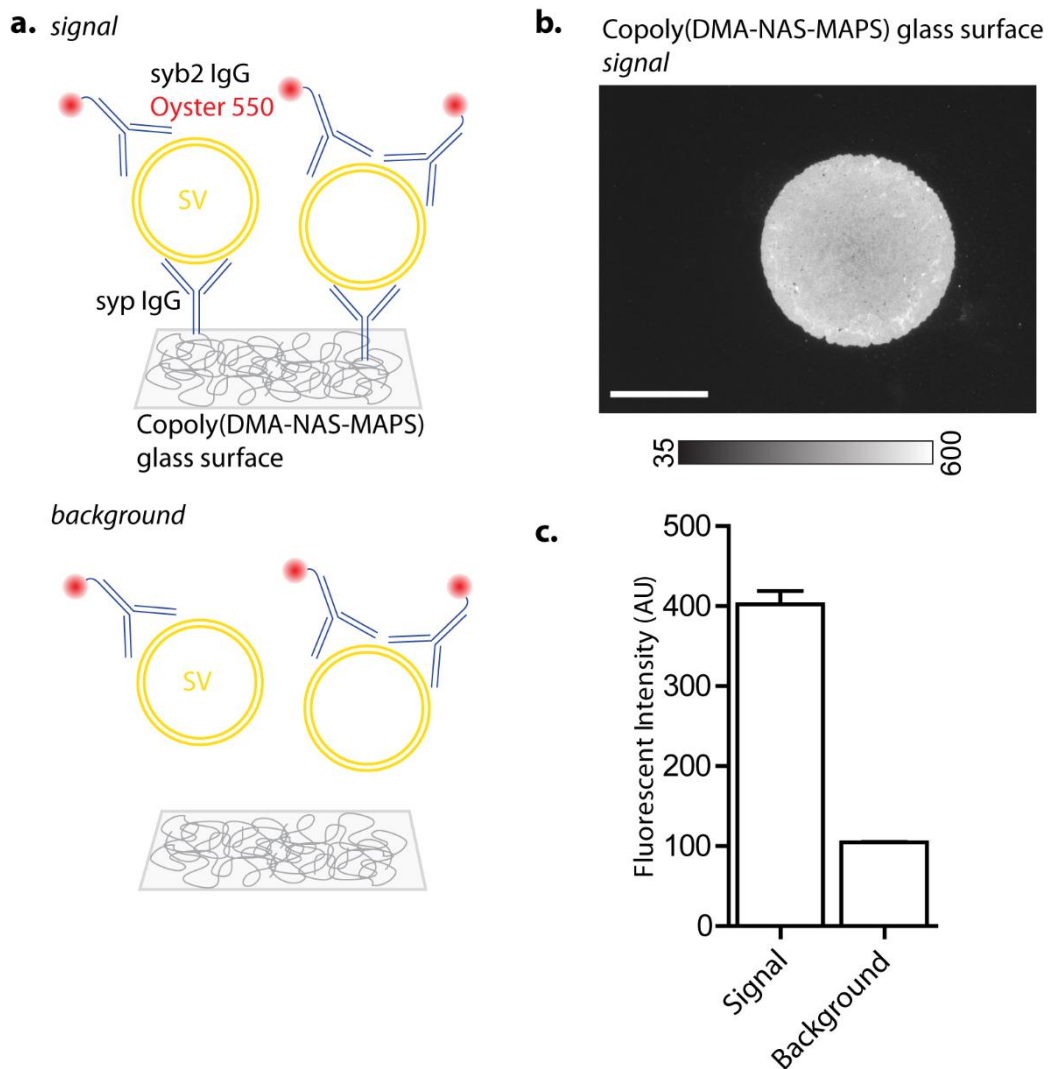 a. signal
syb2 IgG
Oyster 550
SV
syp IgG
Copoly(DMA-NAS-MAPS)
glass surface
background
SV
b. Copoly(DMA-NAS-MAPS) glass surface
signal
35
600
c.
Fluorescent Intensity (AU)
500
400
300
200
100
0
Signal
Background